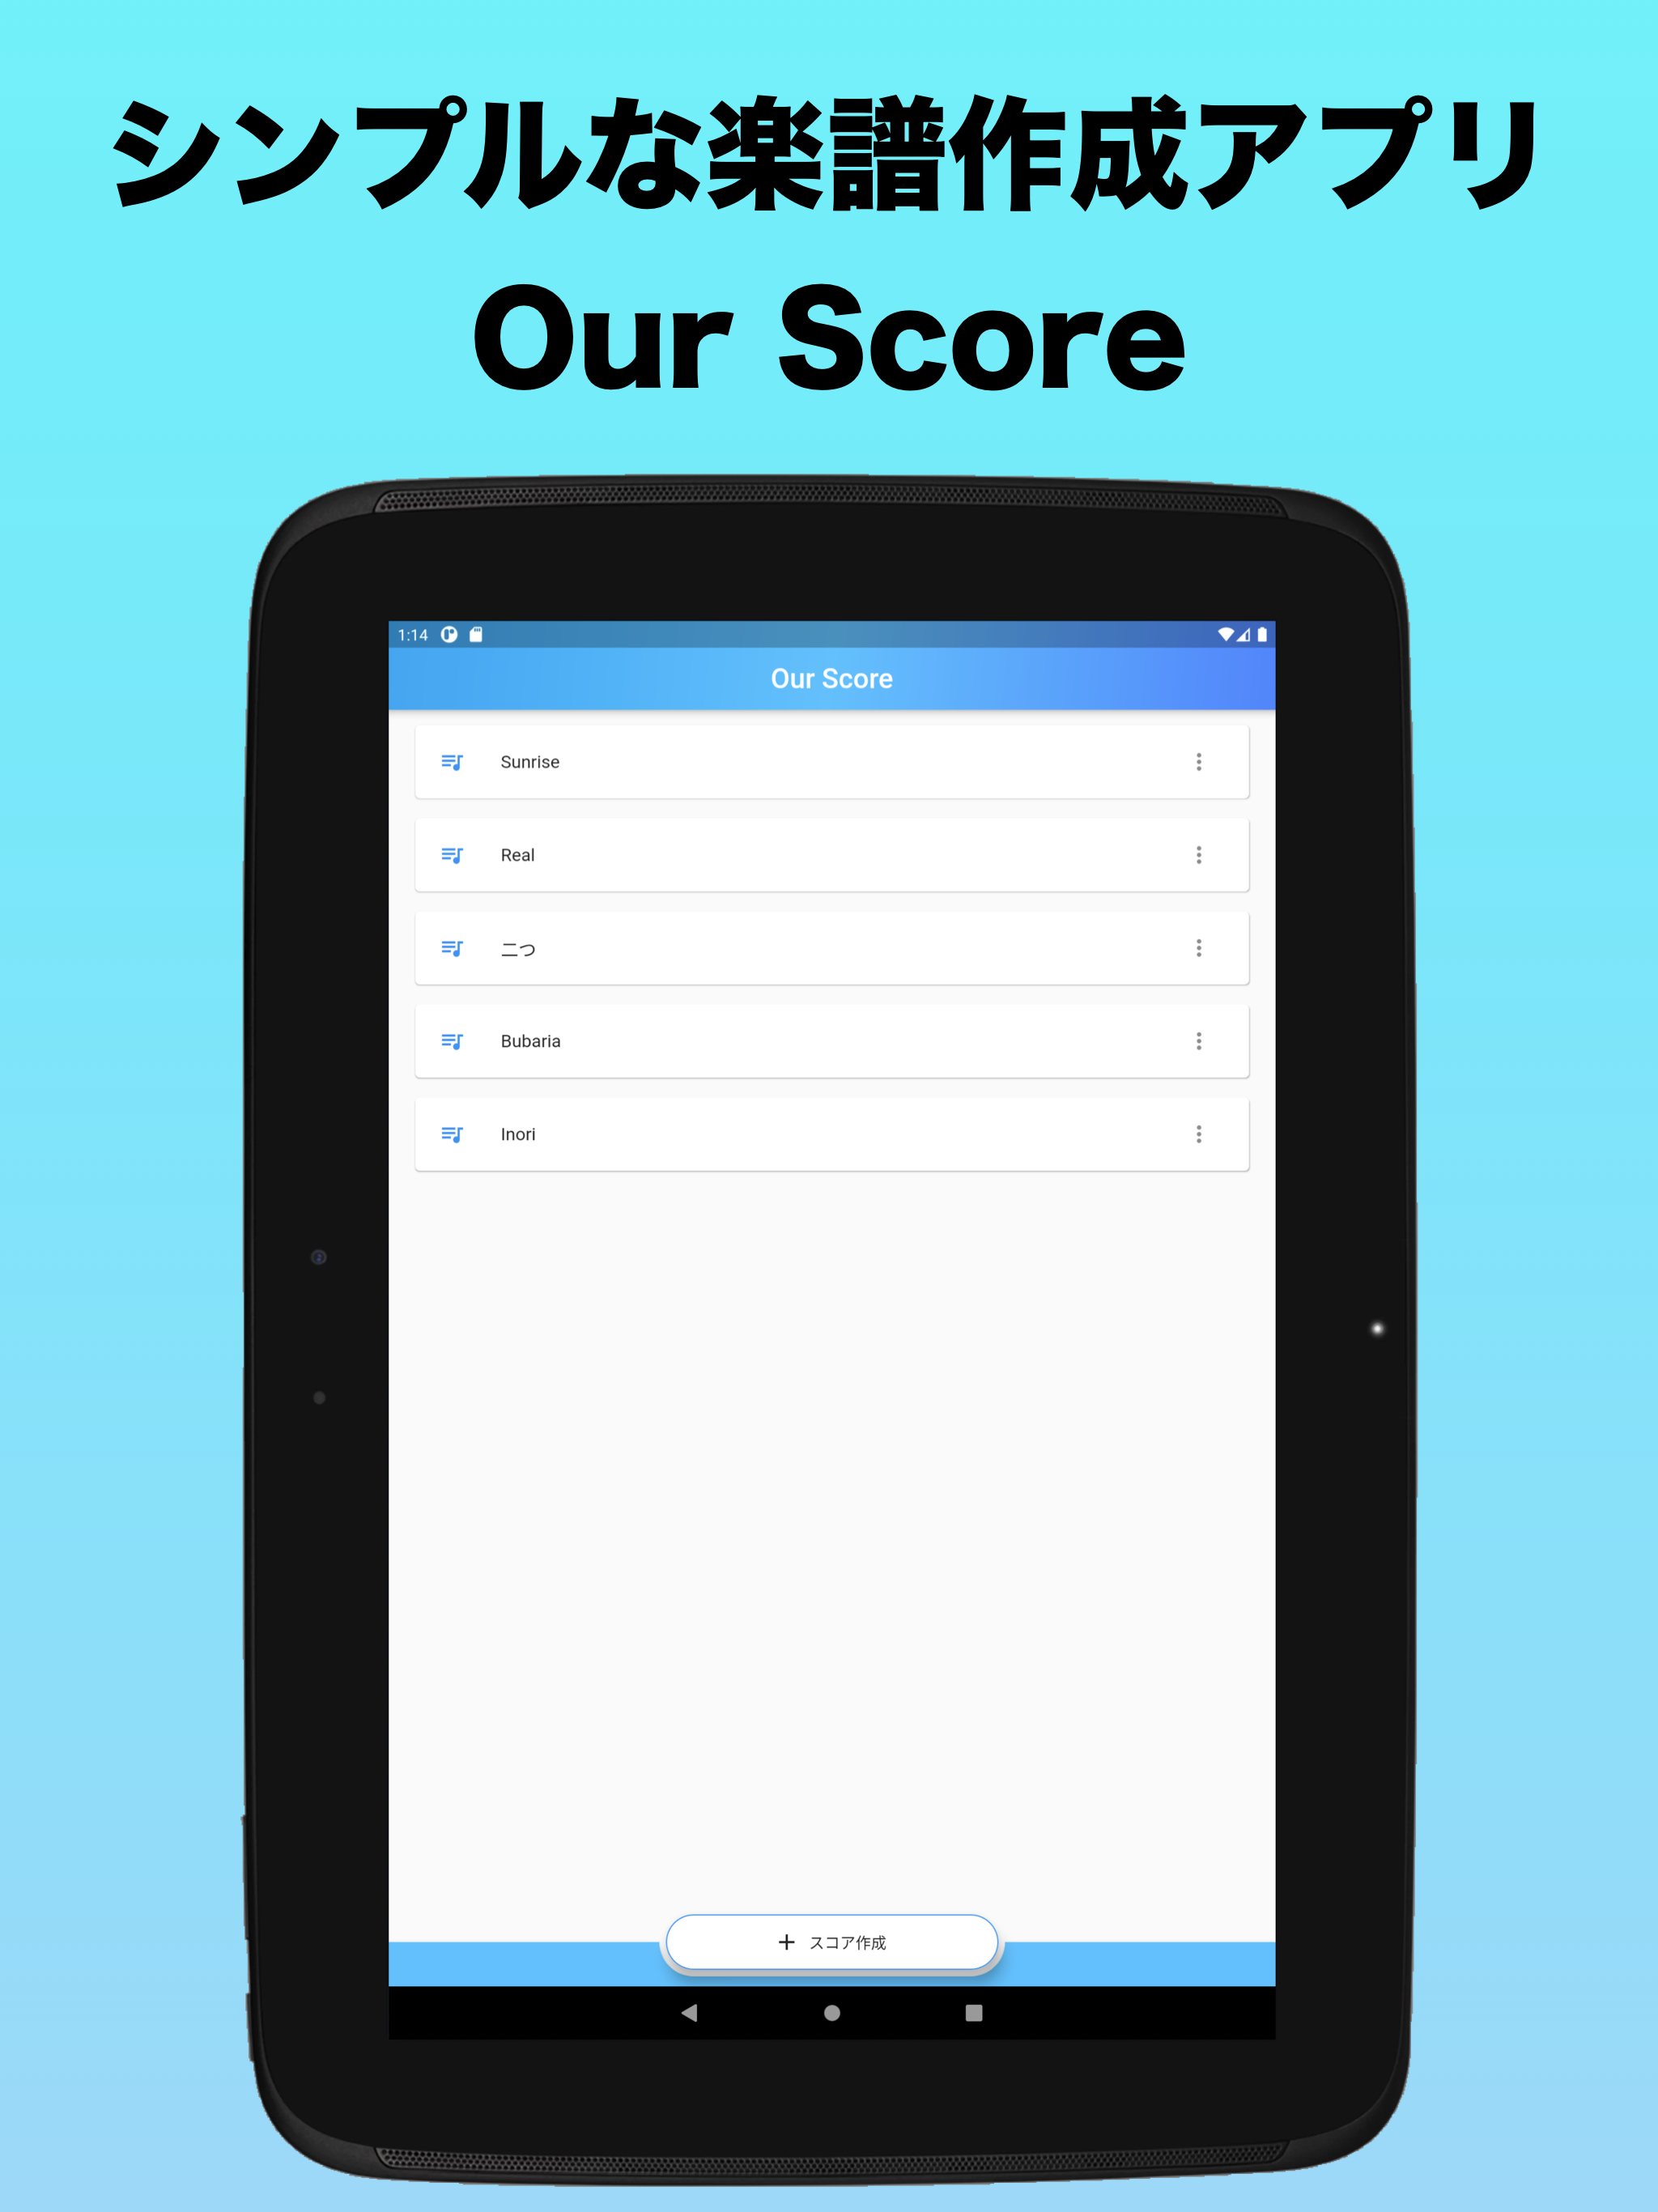 シンプルな楽譜作成アプリ
Our Score
1:14
Our Score
Sunrise
Real
二つ
Bubaria
Inori
+ スコア作成